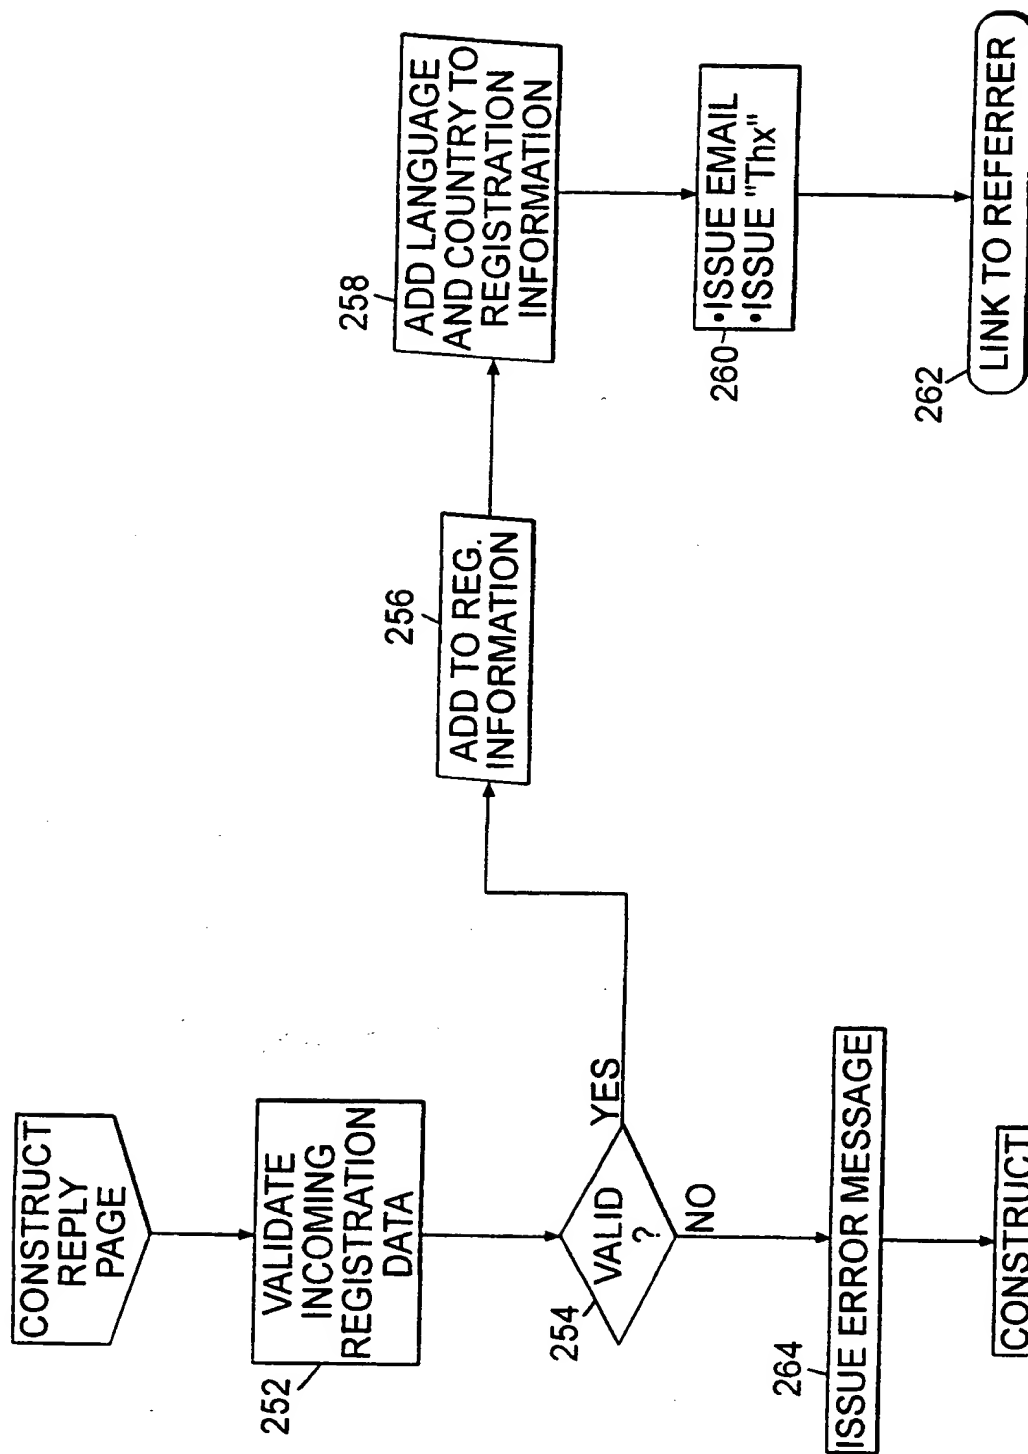 CONSTRUCT
REPLY
PAGE
252
VALIDATE
INCOMING
REGISTRATION
DATA
254
VALID
?
YES
NO
256
ADD TO REG.
INFORMATION
258
ADD LANGUAGE
AND COUNTRY TO
REGISTRATION
INFORMATION
260
•ISSUE EMAIL
•ISSUE "Thx"
262
LINK TO REFERRER
264
ISSUE ERROR MESSAGE
CONSTRUCT